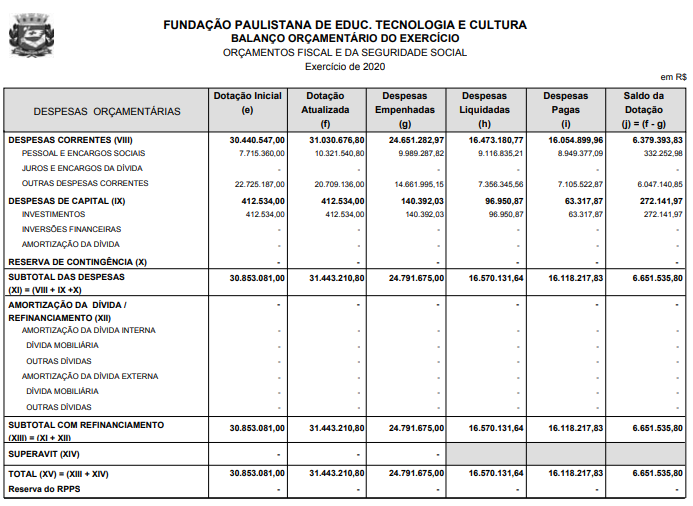 FUNDAÇÃO PAULISTANA DE EDUC. TECNOLOGIA E CULTURA
BALANÇO ORÇAMENTÁRIO DO EXERCÍCIO
ORÇAMENTOS FISCAL E DA SEGURIDADE SOCIAL
Exercício de 2020
em R$
DESPESAS ORÇAMENTÁRIAS Dotação Inicial (e) Dotação Atualizada (f) Despesas Empenhadas (g) Despesas Liquidadas (h) Despesas Pagas (i) Saldo da Dotação (j) = (f - g)
DESPESAS CORRENTES (VIII) 30.440.547,00 31.030.676,80 24.651.282,97 16.473.180,77 16.054.899,96 6.379.393,83
PESSOAL E ENCARGOS SOCIAIS 7.715.360,00 10.321.540,80 9.989.287,82 9.116.835,21 8.949.377,09 332.252,98
JUROS E ENCARGOS DA DÍVIDA - - - - - -
OUTRAS DESPESAS CORRENTES 22.725.187,00 20.709.136,00 14.661.995,15 7.356.345,56 7.105.522,87 6.047.140,85
DESPESAS DE CAPITAL (IX) 412.534,00 412.534,00 140.392,03 96.950,87 63.317,87 272.141,97
INVESTIMENTOS 412.534,00 412.534,00 140.392,03 96.950,87 63.317,87 272.141,97
INVERSÕES FINANCEIRAS - - - - - -
AMORTIZAÇÃO DA DÍVIDA - - - - - -
RESERVA DE CONTINGÊNCIA (X) - - - - - -
SUBTOTAL DAS DESPESAS 30.853.081,00 31.443.210,80 24.791.675,00 16.570.131,64 16.118.217,83 6.651.535,80
(XI) = (VIII + IX +X)
AMORTIZAÇÃO DA DÍVIDA / - - - - - -
REFINANCIAMENTO (XII)
AMORTIZAÇÃO DA DÍVIDA INTERNA - - - - - -
DÍVIDA MOBILIÁRIA - - - - - -
OUTRAS DÍVIDAS - - - - - -
AMORTIZAÇÃO DA DÍVIDA EXTERNA - - - - - -
DÍVIDA MOBILIÁRIA - - - - - -
OUTRAS DÍVIDAS - - - - - -
SUBTOTAL COM REFINANCIAMENTO 30.853.081,00 31.443.210,80 24.791.675,00 16.570.131,64 16.118.217,83 6.651.535,80
(XIII) = (XI + XII)
SUPERAVIT (XIV) - - -
TOTAL (XV) = (XIII + XIV) 30.853.081,00 31.443.210,80 24.791.675,00 16.570.131,64 16.118.217,83 6.651.535,80
Reserva do RPPS - - - - - -